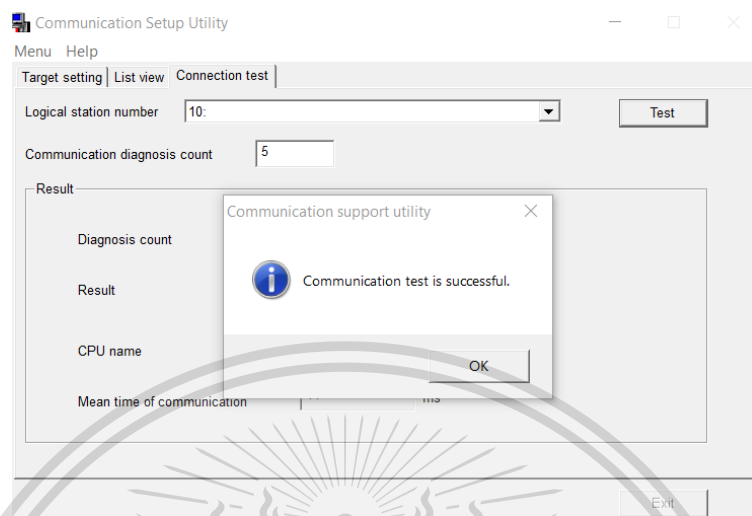 Communication Setup Utility
Menu Help
Target setting List view Connection test
Logical station number 10: Test
Communication diagnosis count 5
Result
Communication support utility
Diagnosis count
Communication test is successful.
Result
CPU name
OK
Mean time of communication ms
Exit